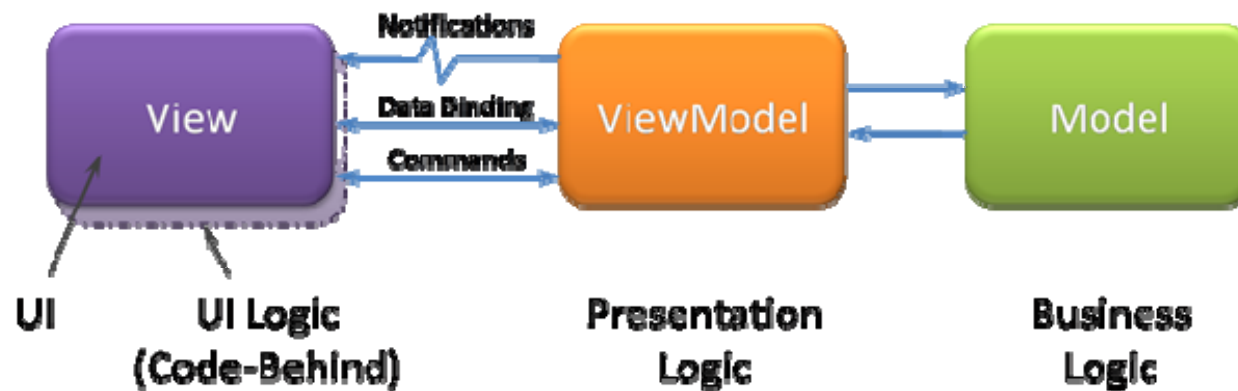 Notifications
View
Data Binding
ViewModel
Model
Commands
UI
UI Logic
(Code-Behind)
Presentation
Logic
Business
Logic